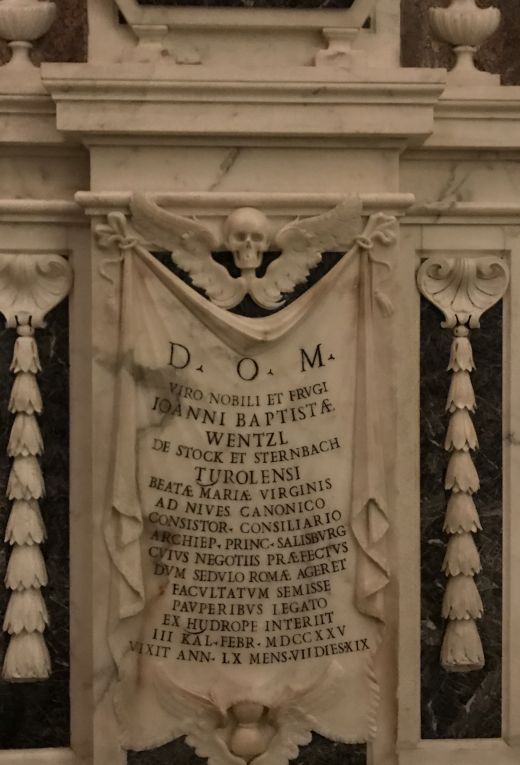 D. O. M.
VIRO NOBILI ET FRVGI
IOANNI BAPTISTÆ
WENTZL
DE STOCK ET STERNBACH
TUROLENSI
BEATÆ MARIÆ VIRGINIS
AD NIVES CANONICO
CONSISTOR. CONSILIARIO
ARCHIEP. PRINC. SALISBVRG
CVIVS NEGOTIIS PRÆFECTVS
DVM SEDVLO ROMÆ AGERET
FACVLTATVM SEMISSE
PAVPERIBVS LEGATO
EX HUDROPE INTERIIT
III KAL. FEBR. MDCCXXV
VIXIT ANN. LX MENS. VII DIES XIX